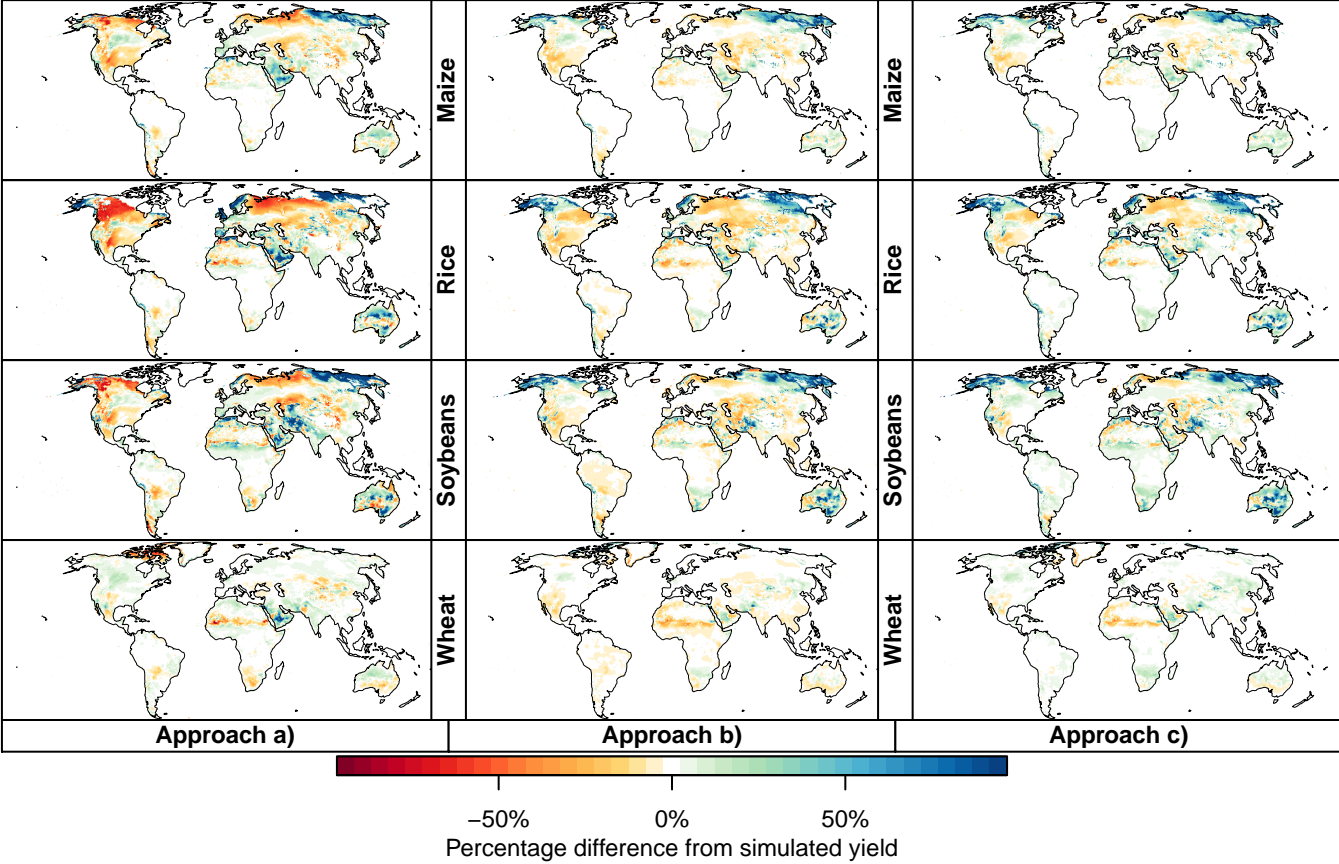 Maize
Maize
Rice
Rice
Soybeans
Soybeans
Wheat
Wheat
Approach a)
Approach b)
Approach c)
−50%
0%
50%
Percentage difference from simulated yield